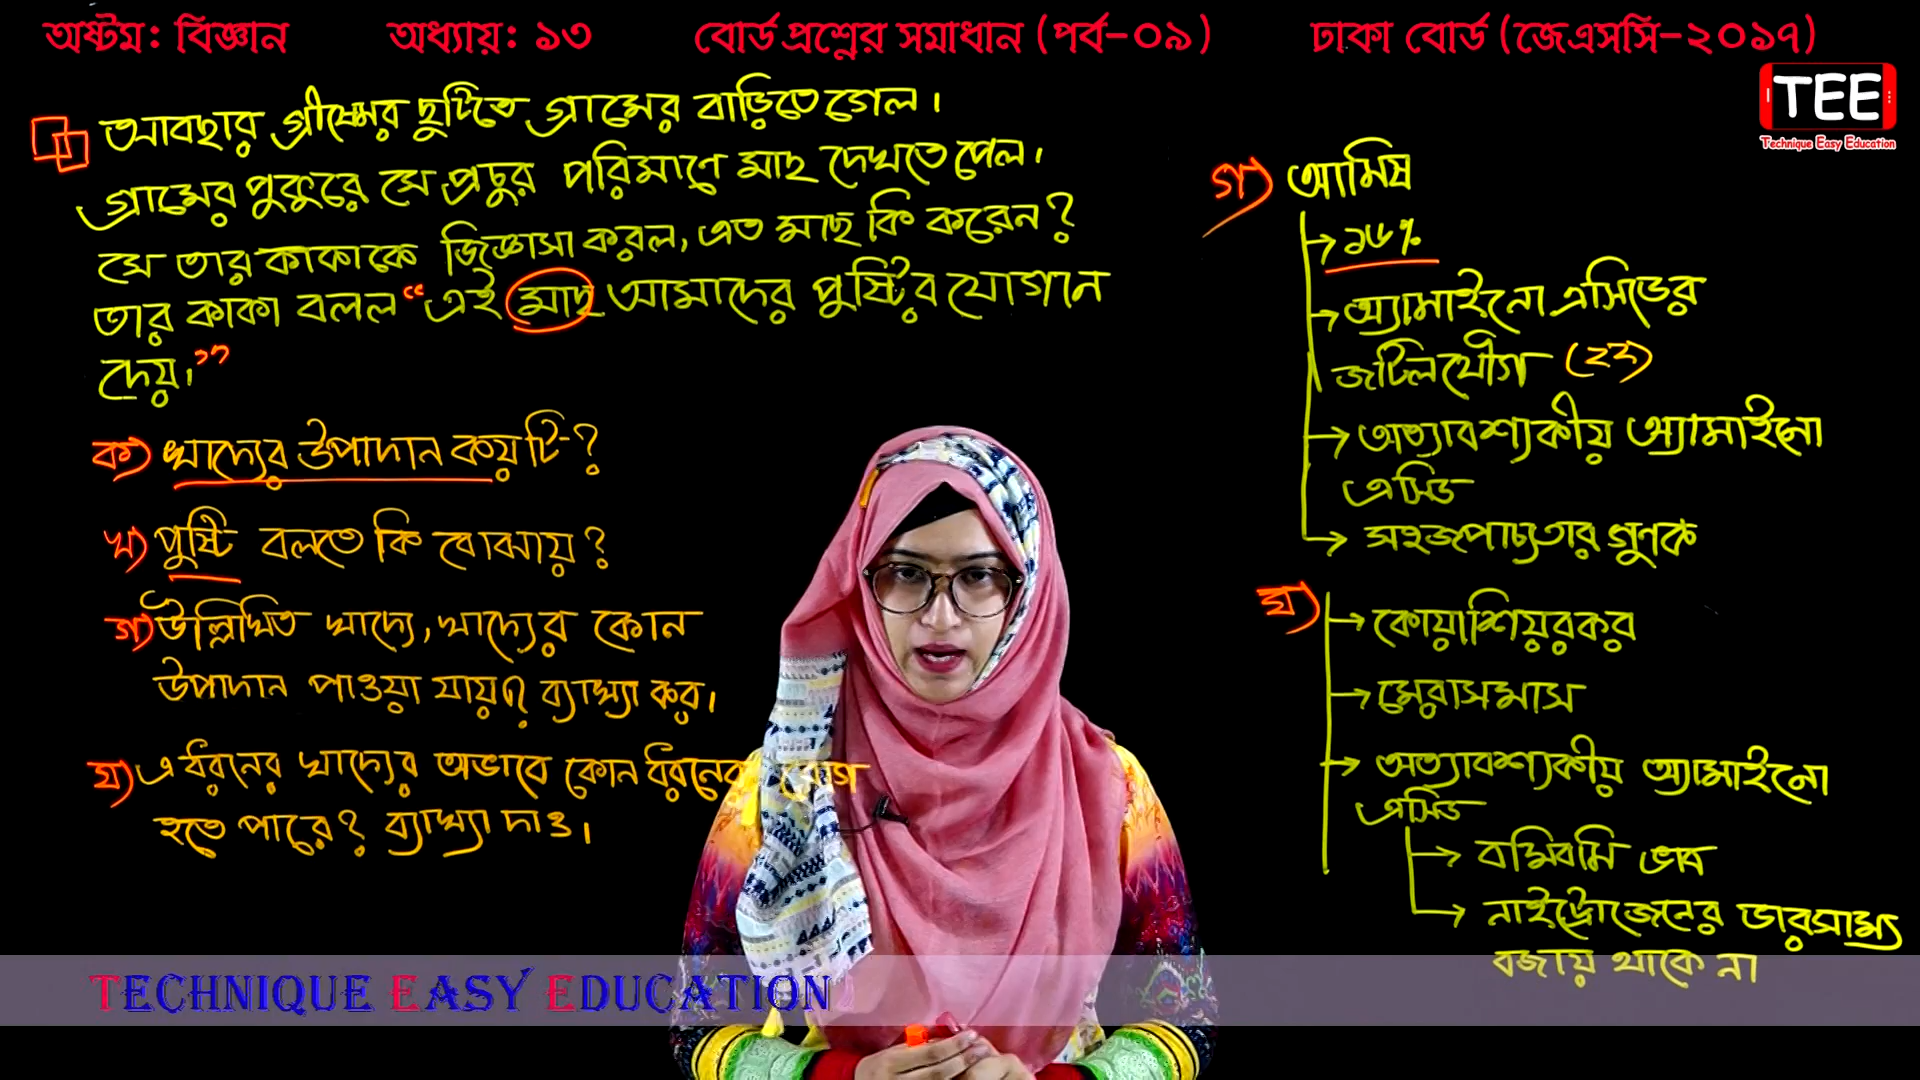 অষ্টম: বিজ্ঞান অধ্যায়: ১৩ বোর্ড প্রশ্নের সমাধান (পর্ব-০৯) ঢাকা বোর্ড (জেএসসি-২০১৭)
TEE
Technique Easy Education
আবহার গ্রীষ্মের ছুটিতে গ্রামের বাড়িতে গেল।
গ্রামের পুকুরে সে প্রচুর পরিমাণে মাছ দেখতে পেল।
সে তার কাকাকে জিজ্ঞাসা করল, এত মাছ কি করেন?
তার কাকা বলল “এই মাছ আমাদের পুষ্টির যোগান
দেয়।”
ক) খাদ্যের উপাদান কয়টি?
খ) পুষ্টি বলতে কি বোঝায়?
গ) উল্লিখিত খাদ্যে, খাদ্যের কোন
উপাদান পাওয়া যায়? ব্যাখ্যা কর।
ঘ) এ ধরনের খাদ্যের অভাবে কোন ধরনের রোগ
হতে পারে? ব্যাখ্যা দাও।
গ) আমিষ
১৬%
অ্যামাইনো এসিডের
জটিল যৌগ (২২)
অত্যাবশ্যকীয় অ্যামাইনো
এসিড
সহজপাচ্যতার গুণক
ঘ) কোয়াশিয়রকর
মেরাসমাস
অত্যাবশ্যকীয় অ্যামাইনো
এসিড
বমিবমি ভাব
নাইট্রোজেনের ভারসাম্য
বজায় থাকে না
TECHNIQUE EASY EDUCATION